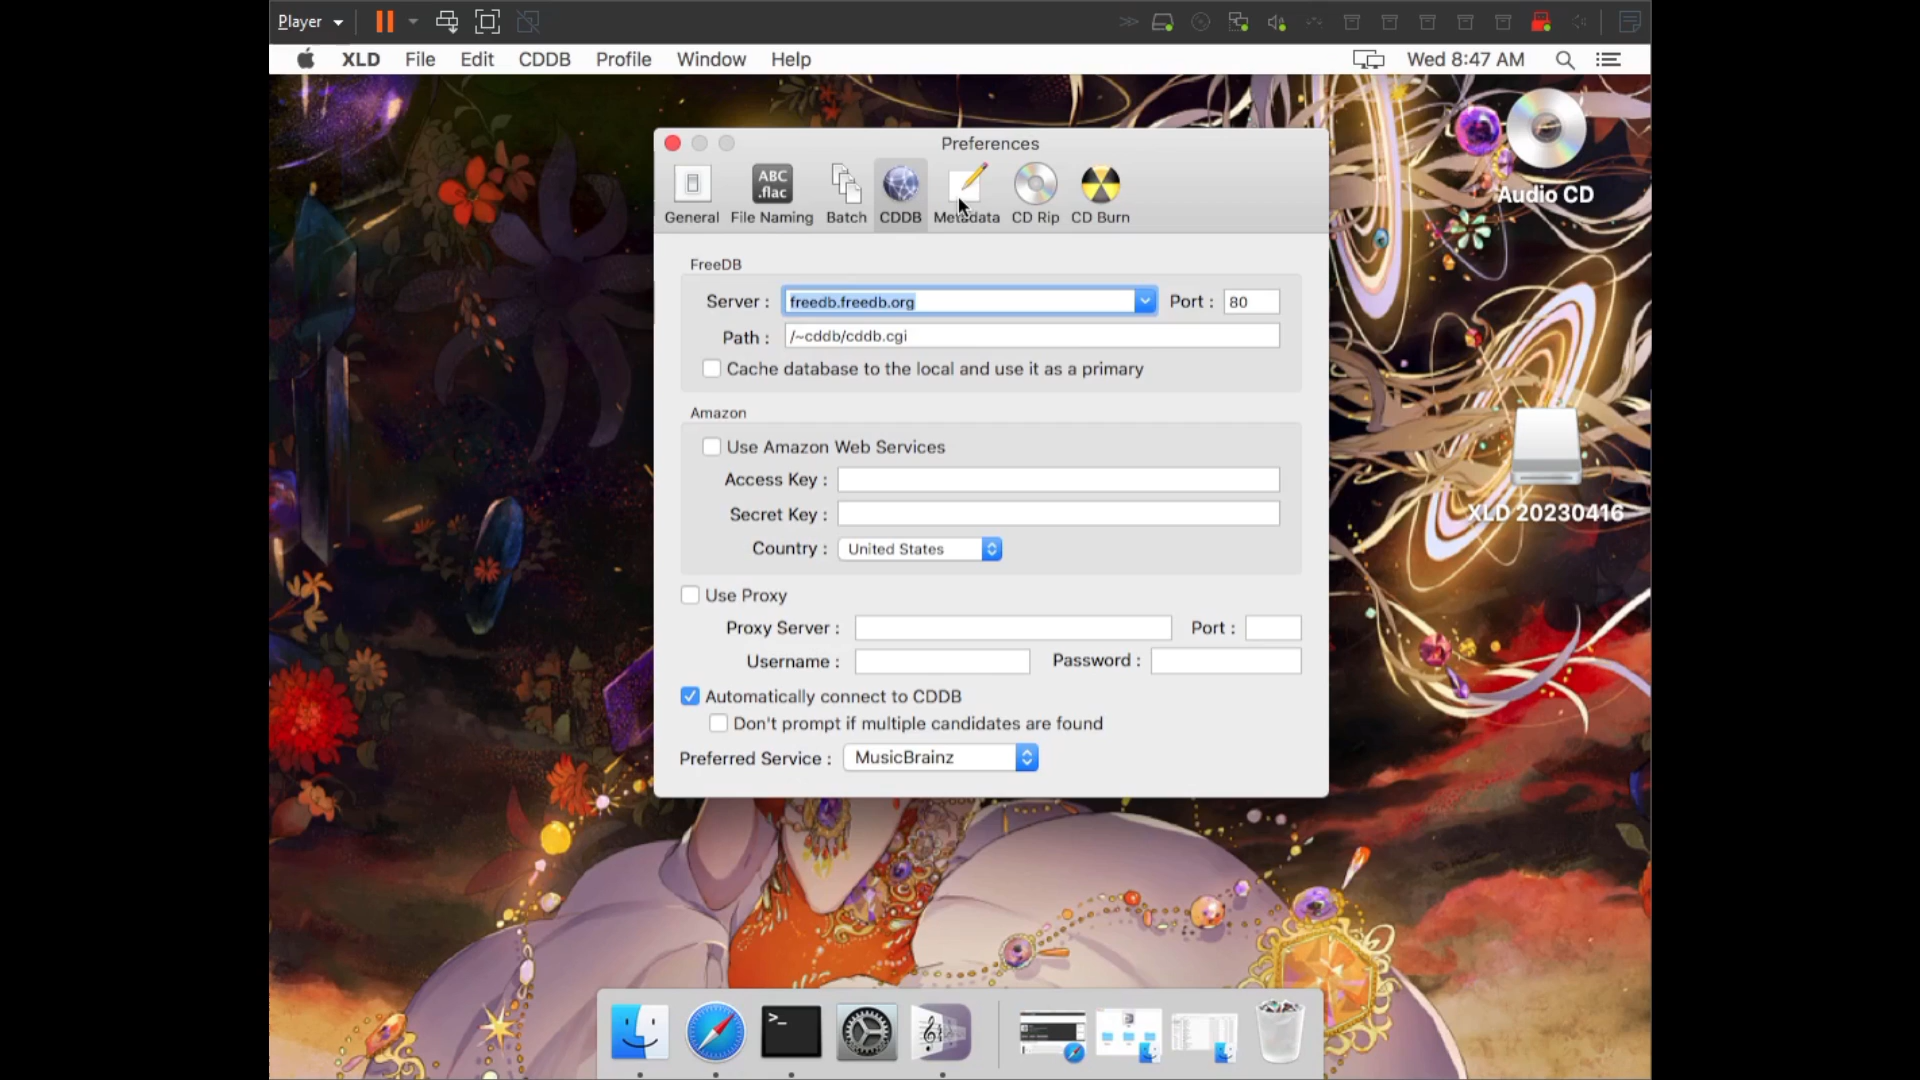 Player
XLD File Edit CDDB Profile Window Help Wed 8:47 AM
Preferences
ABC
.flac
General File Naming Batch CDDB Metadata CD Rip CD Burn
Audio CD
FreeDB
Server : freedb.freedb.org Port : 80
Path : /~cddb/cddb.cgi
Cache database to the local and use it as a primary
Amazon
Use Amazon Web Services
Access Key :
Secret Key :
Country : United States
XLD 20230416
Use Proxy
Proxy Server : Port :
Username : Password :
Automatically connect to CDDB
Don't prompt if multiple candidates are found
Preferred Service : MusicBrainz
>_